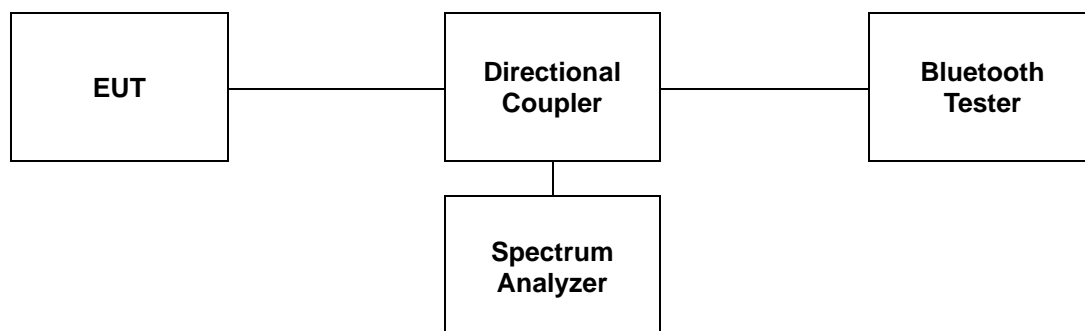 EUT
Directional
Coupler
Bluetooth
Tester
Spectrum
Analyzer